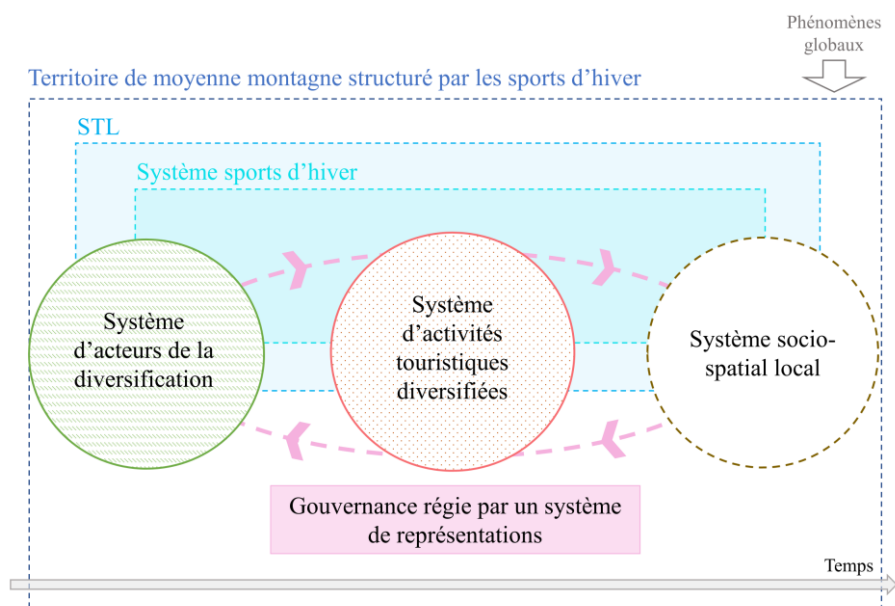 Phénomènes
globaux
Territoire de moyenne montagne structuré par les sports d’hiver
STL
Système sports d’hiver
Système
d’acteurs de la
diversification
Système
d’activités
touristiques
diversifiées
Système socio-
spatial local
Gouvernance régie par un système
de représentations
Temps